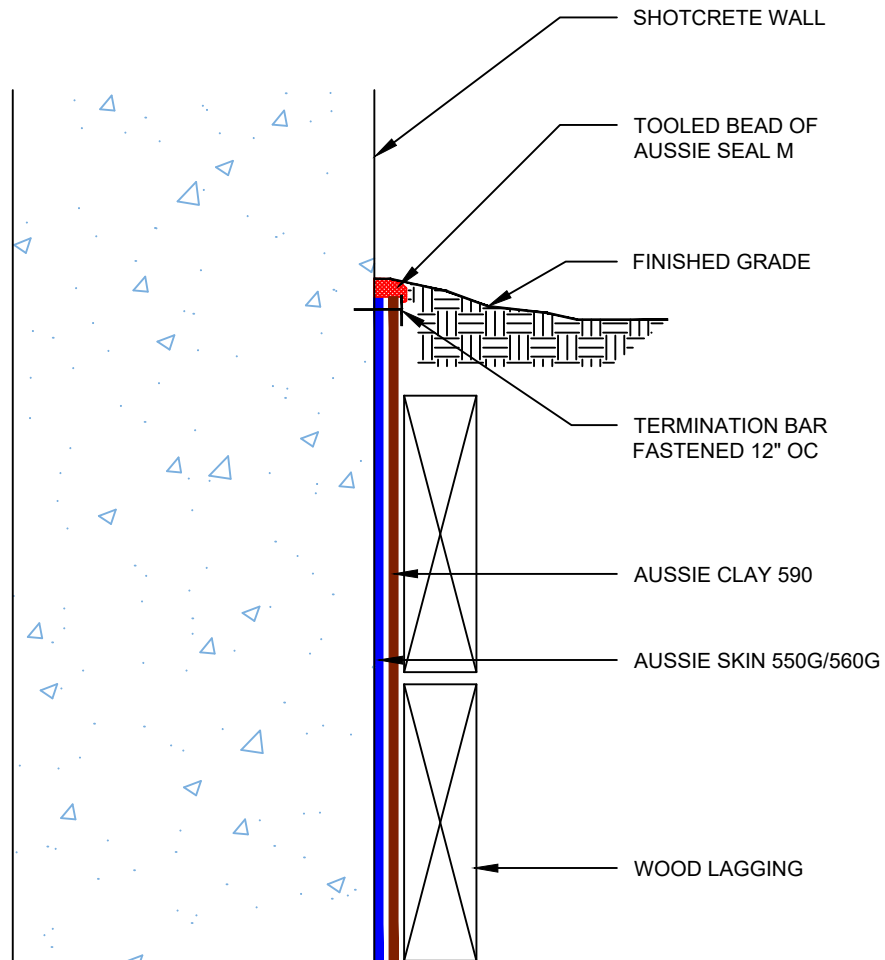 SHOTCRETE WALL
TOOLED BEAD OF
AUSSIE SEAL M
FINISHED GRADE
TERMINATION BAR
FASTENED 12" OC
AUSSIE CLAY 590
AUSSIE SKIN 550G/560G
WOOD LAGGING